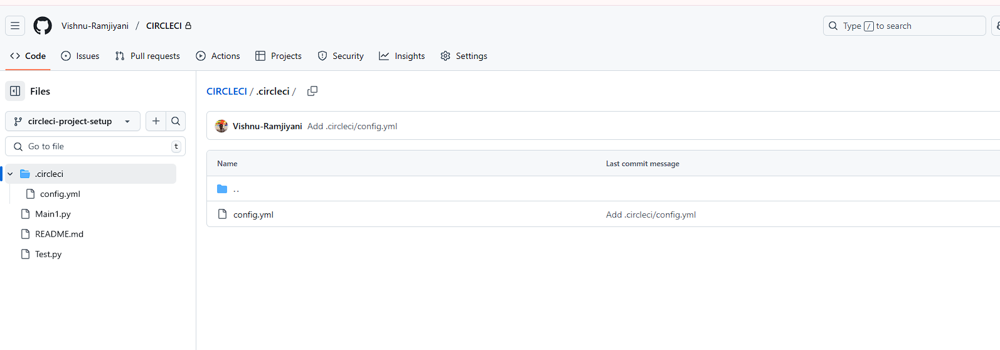 Vishnu-Ramjiyani / CIRCLECI
Type / to search
Code Issues Pull requests Actions Projects Security Insights Settings
Files
circleci-project-setup
Go to file t
.circleci
config.yml
Main1.py
README.md
Test.py
CIRCLECI / .circleci /
Vishnu-Ramjiyani Add .circleci/config.yml
Name Last commit message
..
config.yml Add .circleci/config.yml